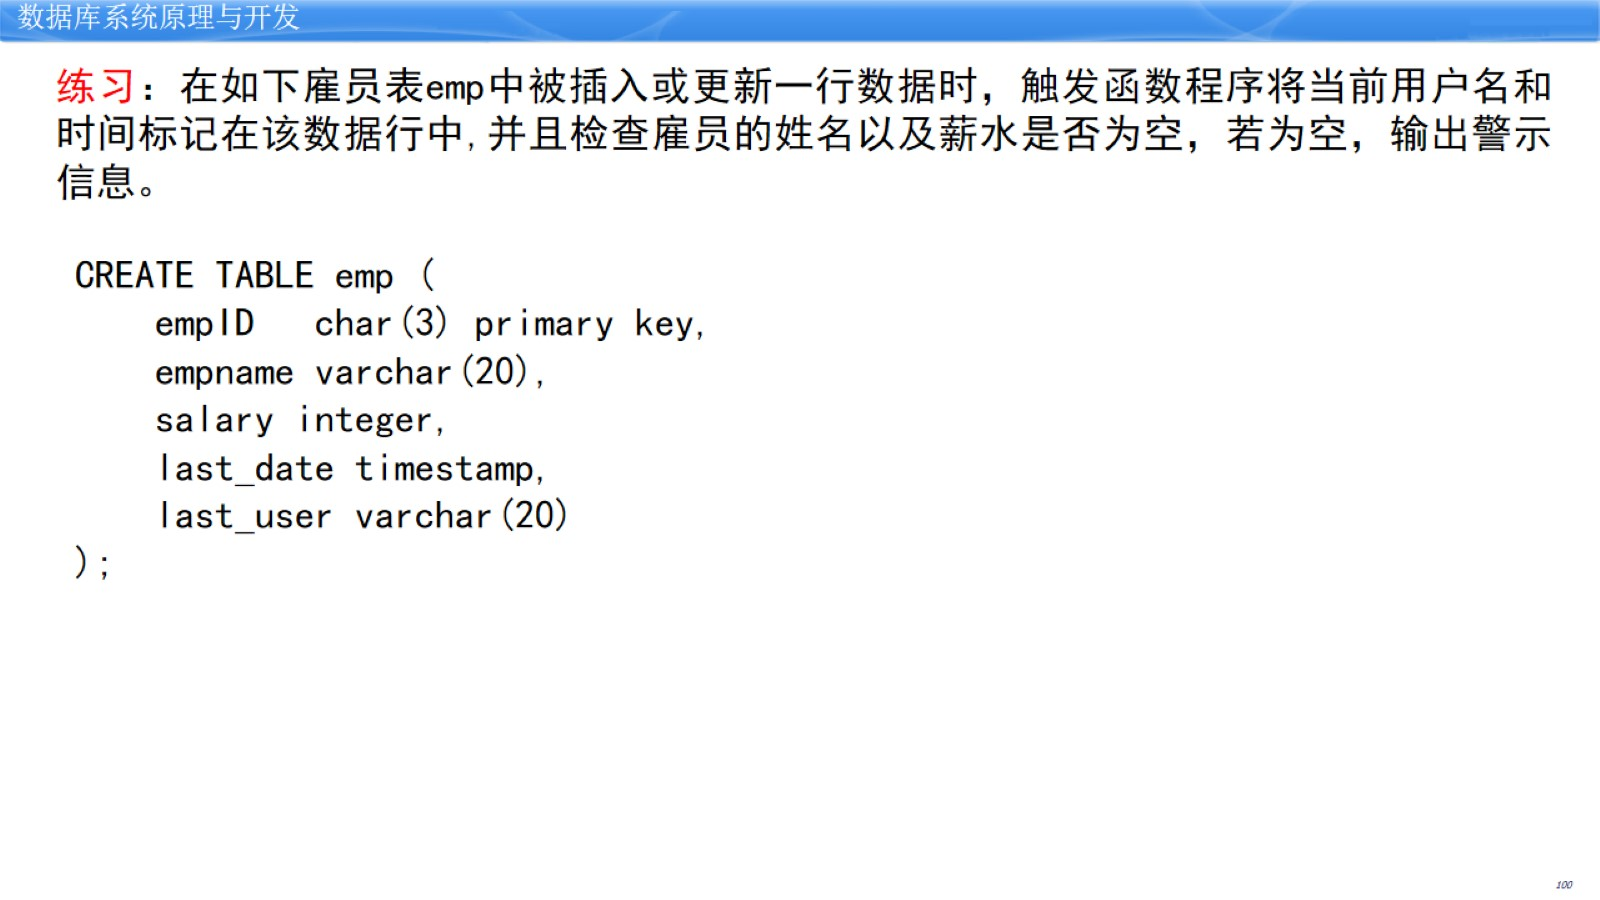 数据库系统原理与开发
练习：在如下雇员表emp中被插入或更新一行数据时，触发函数程序将当前用户名和
时间标记在该数据行中,并且检查雇员的姓名以及薪水是否为空，若为空，输出警示
信息。
CREATE TABLE emp (
empID char(3) primary key,
empname varchar(20),
salary integer,
last_date timestamp,
last_user varchar(20)
);
100